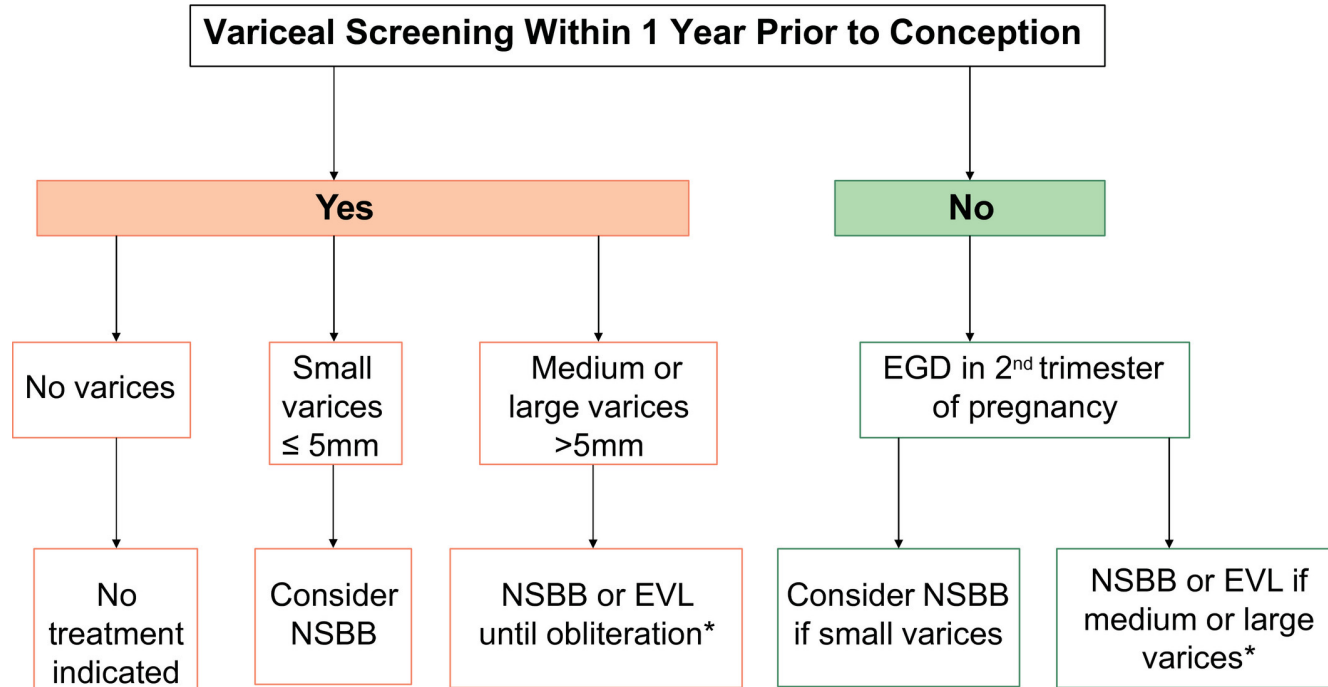 Variceal Screening Within 1 Year Prior to Conception
Yes
No
No varices
Small
varices
≤ 5mm
Medium or
large varices
>5mm
EGD in 2nd trimester
of pregnancy
No
treatment
indicated
Consider
NSBB
NSBB or EVL
until obliteration*
Consider NSBB
if small varices
NSBB or EVL if
medium or large
varices*